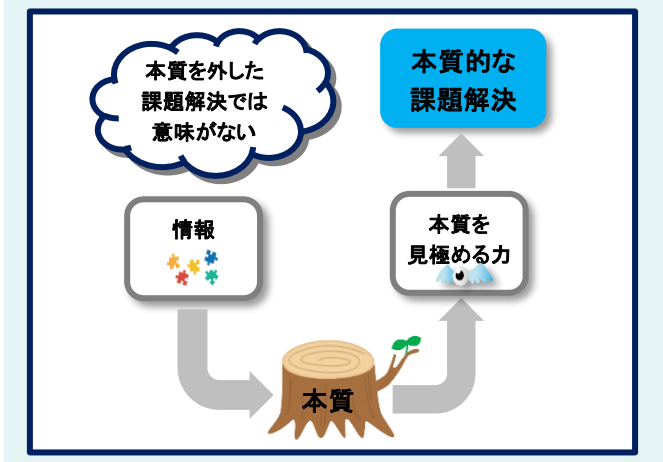 本質を外した
課題解決では
意味がない
本質的な
課題解決
情報
本質を
見極める力
本質